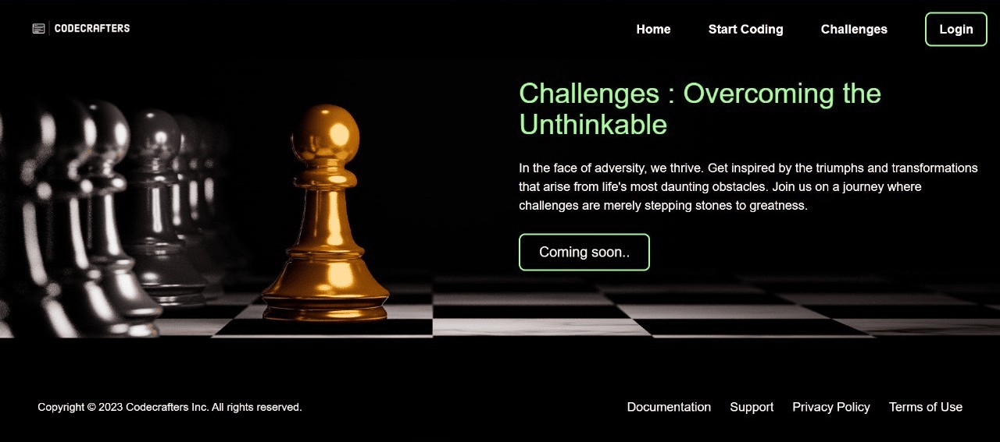 CODECRAFTERS
Home
Start Coding
Challenges
Login
Challenges : Overcoming the
Unthinkable
In the face of adversity, we thrive. Get inspired by the triumphs and transformations
that arise from life's most daunting obstacles. Join us on a journey where
challenges are merely stepping stones to greatness.
Coming soon..
Copyright © 2023 Codecrafters Inc. All rights reserved.
Documentation
Support
Privacy Policy
Terms of Use